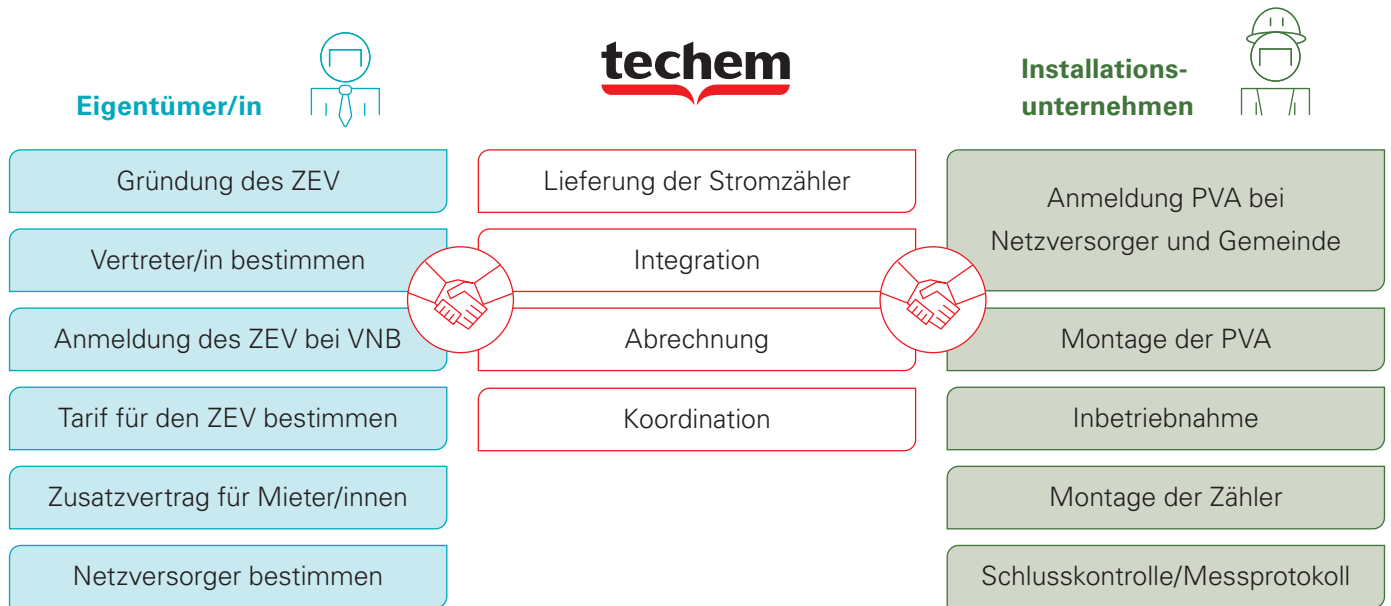 Eigentümer/in
Gründung des ZEV
Vertreter/in bestimmen
Anmeldung des ZEV bei VNB
Tarif für den ZEV bestimmen
Zusatzvertrag für Mieter/innen
Netzversorger bestimmen
techem
Lieferung der Stromzähler
Integration
Abrechnung
Koordination
Installations-
unternehmen
Anmeldung PVA bei
Netzversorger und Gemeinde
Montage der PVA
Inbetriebnahme
Montage der Zähler
Schlusskontrolle/Messprotokoll